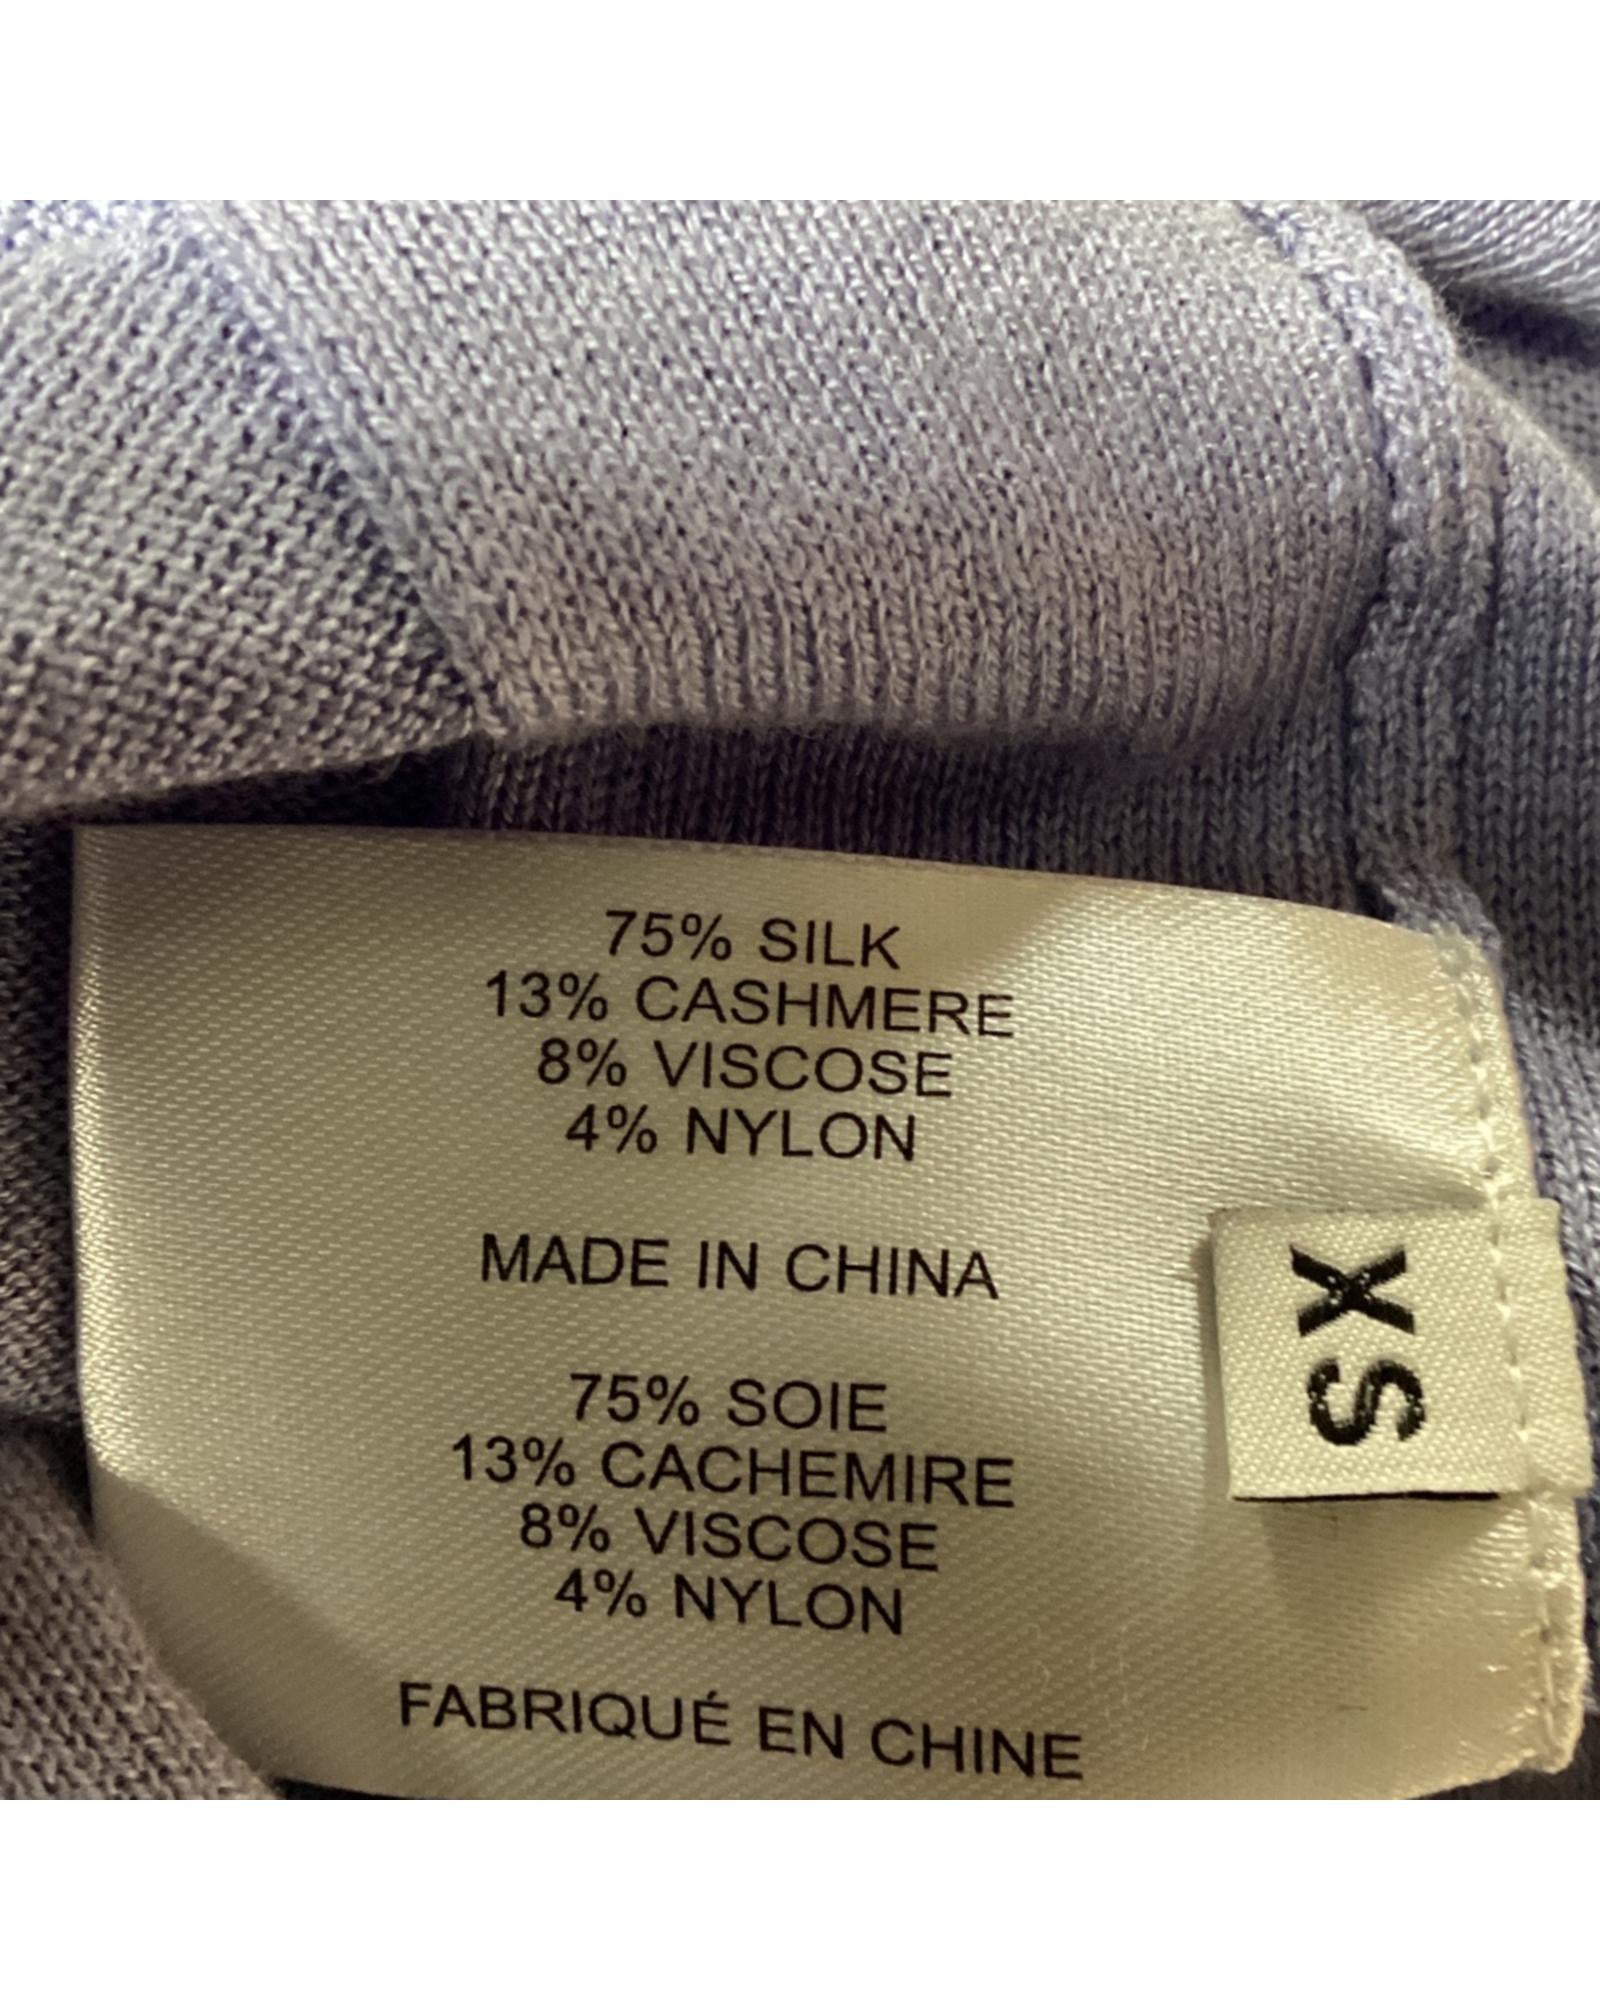 75% SILK
13% CASHMERE
8% VISCOSE
4% NYLON
MADE IN CHINA
75% SOIE
13% CACHEMIRE
8% VISCOSE
4% NYLON
FABRIQUÉ EN CHINE
XS